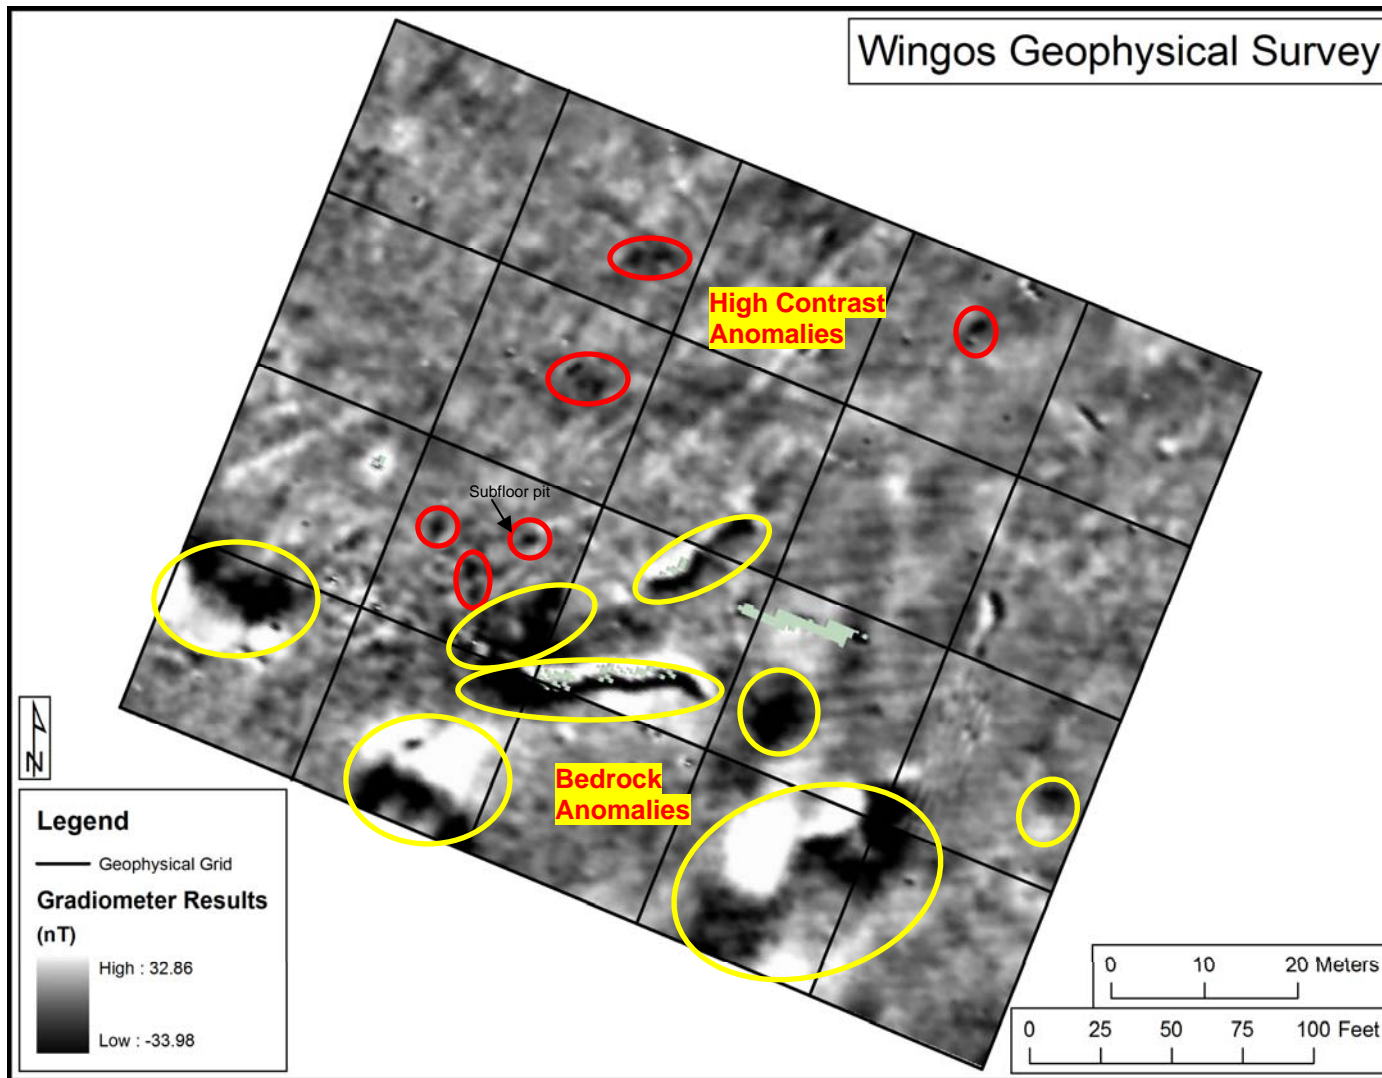 Wingos Geophysical Survey
High Contrast
Anomalies
Subfloor pit
Bedrock
Anomalies
N
Legend
Geophysical Grid
Gradiometer Results
(nT)
High : 32.86
Low : -33.98
0 10 20 Meters
0 25 50 75 100 Feet